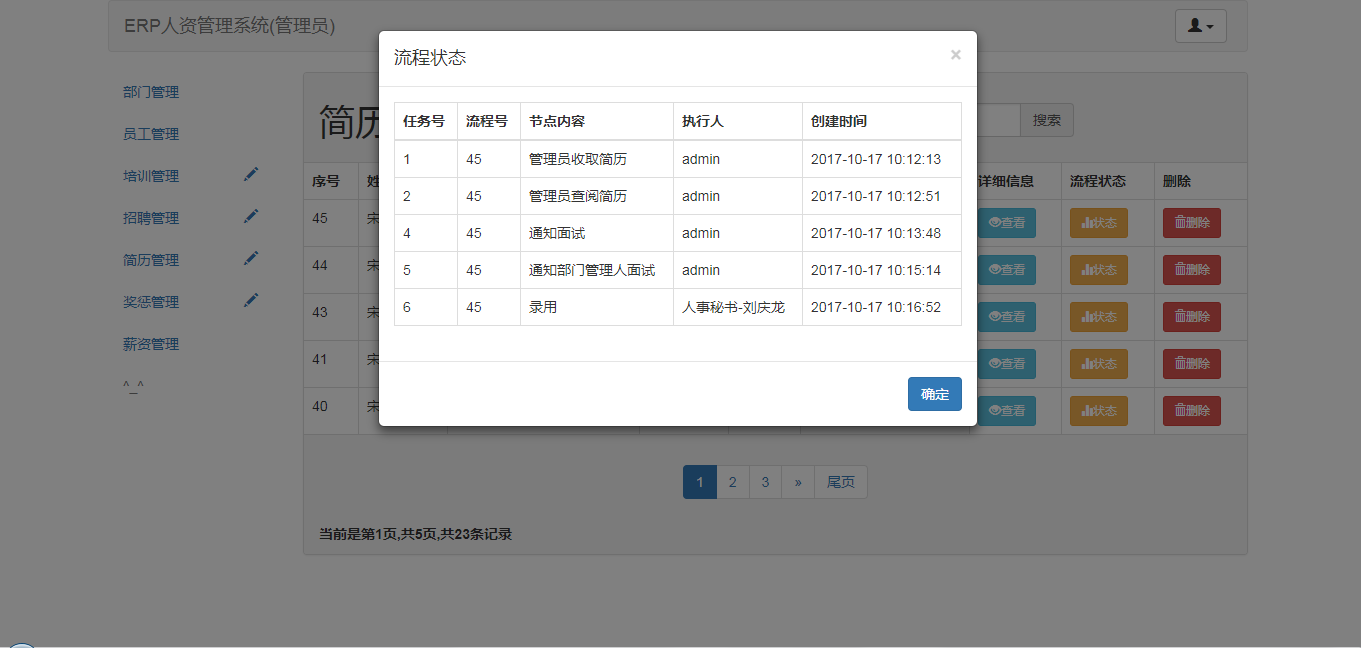 ERP人资管理系统(管理员)
流程状态 ×
任务号 流程号 节点内容 执行人 创建时间
1 45 管理员收取简历 admin 2017-10-17 10:12:13
2 45 管理员查阅简历 admin 2017-10-17 10:12:51
4 45 通知面试 admin 2017-10-17 10:13:48
5 45 通知部门管理人面试 admin 2017-10-17 10:15:14
6 45 录用 人事秘书-刘庆龙 2017-10-17 10:16:52
确定
部门管理
员工管理
培训管理
招聘管理
简历管理
奖惩管理
薪资管理
^_^
简历 搜索
序号 姓 详细信息 流程状态 删除
45 宋 查看 状态 删除
44 宋 查看 状态 删除
43 宋 查看 状态 删除
41 宋 查看 状态 删除
40 宋 查看 状态 删除
1 2 3 » 尾页
当前是第1页,共5页,共23条记录